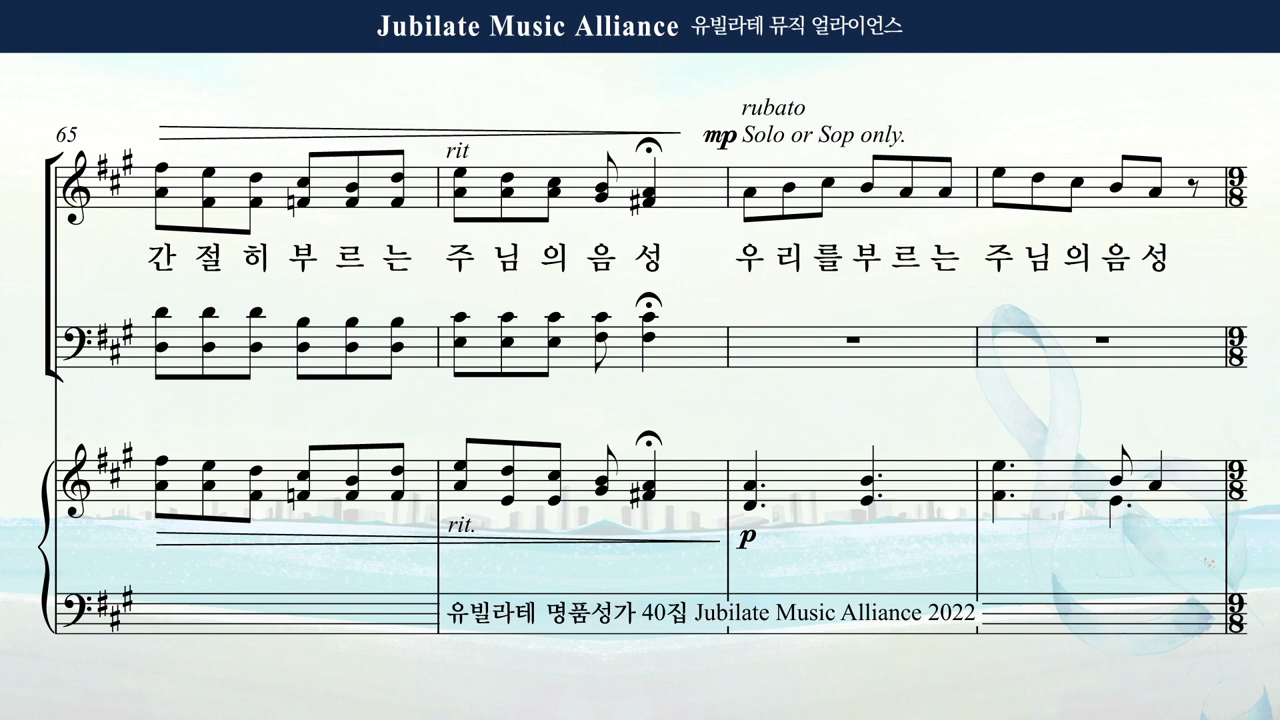 Jubilate Music Alliance 유빌라테 뮤직 얼라이언스
rubato
65
mp Solo or Sop only.
rit
9 8
간 절 히 부 르 는 주 님 의 음 성 우 리 를 부 르 는 주 님 의 음 성
9 8
9 8
rit.
p
유빌라테 명품성가 40집 Jubilate Music Alliance 2022
9 8